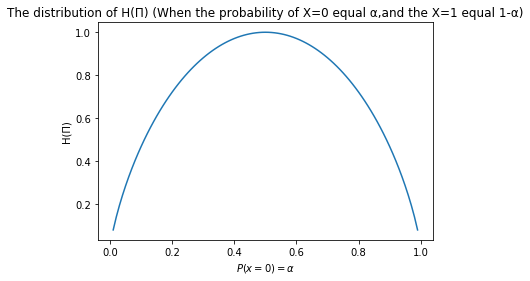 The distribution of H(Π) (When the probability of X=0 equal α,and the X=1 equal 1-α)
1.0
0.8
0.6
0.4
0.2
H(Π)
0.0 0.2 0.4 0.6 0.8 1.0
P(x = 0) = α